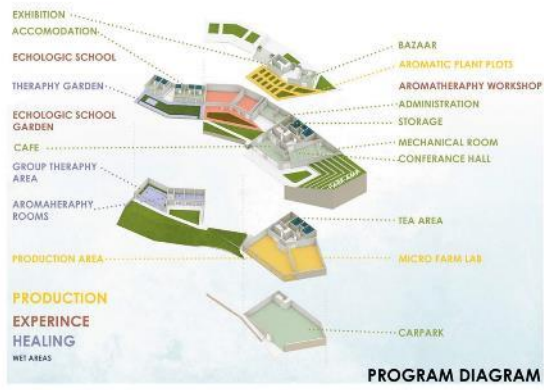 EXHIBITION
ACCOMODATION
ECHOLOGIC SCHOOL
THERAPHY GARDEN
ECHOLOGIC SCHOOL
GARDEN
CAFE
GROUP THERAPHY
AREA
AROMAHERAPHY
ROOMS
PRODUCTION AREA
PRODUCTION
EXPERINCE
HEALING
WET AREAS
BAZAAR
AROMATIC PLANT PLOTS
AROMATHERAPHY WORKSHOP
ADMINISTRATION
STORAGE
MECHANICAL ROOM
CONFERANCE HALL
TEA AREA
MICRO FARM LAB
CARPARK
PROGRAM DIAGRAM